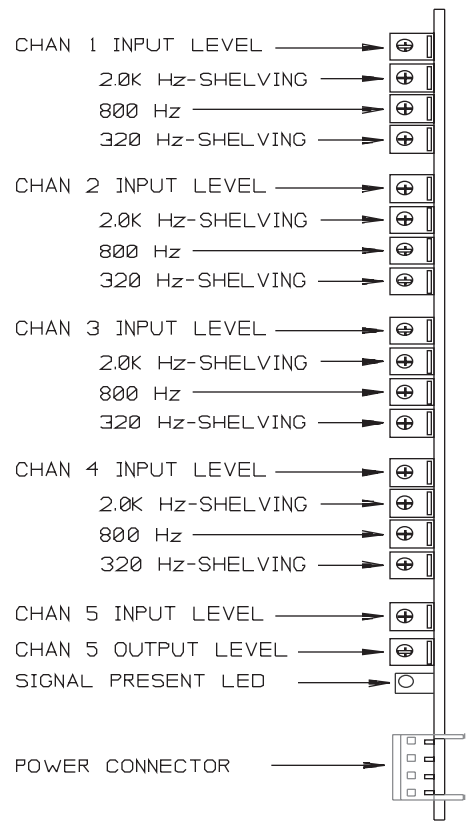 CHAN 1 INPUT LEVEL
2.0K Hz-SHELVING
800 Hz
320 Hz-SHELVING
CHAN 2 INPUT LEVEL
2.0K Hz-SHELVING
800 Hz
320 Hz-SHELVING
CHAN 3 INPUT LEVEL
2.0K Hz-SHELVING
800 Hz
320 Hz-SHELVING
CHAN 4 INPUT LEVEL
2.0K Hz-SHELVING
800 Hz
320 Hz-SHELVING
CHAN 5 INPUT LEVEL
CHAN 5 OUTPUT LEVEL
SIGNAL PRESENT LED
POWER CONNECTOR